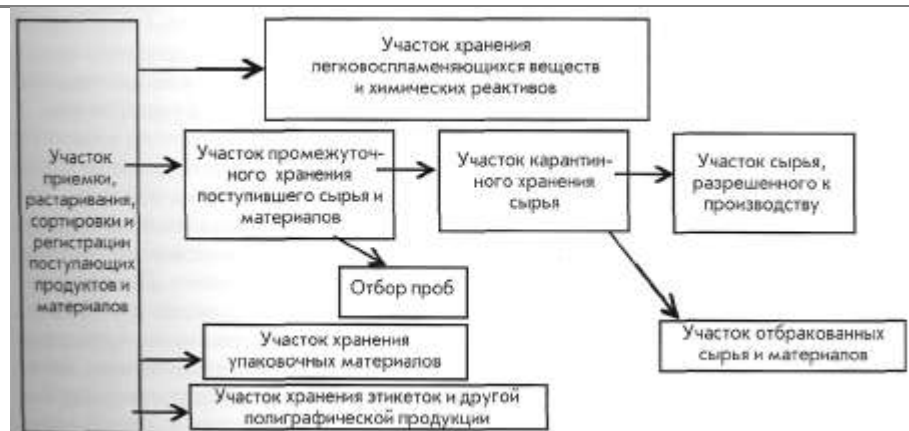 Участок хранения
легковоспламеняющихся веществ
и химических реактивов
Участок
приемки,
растаривания,
сортировки и
регистрации
поступающих
продуктов и
материалов
Участок промежуточ-
ного хранения
поступившего сырья и
материалов
Участок карантин-
ного хранения
сырья
Участок сырья,
разрешенного к
производству
Отбор проб
Участок отбракованных
сырья и материалов
Участок хранения
упаковочных материалов
Участок хранения этикеток и другой
полиграфической продукции